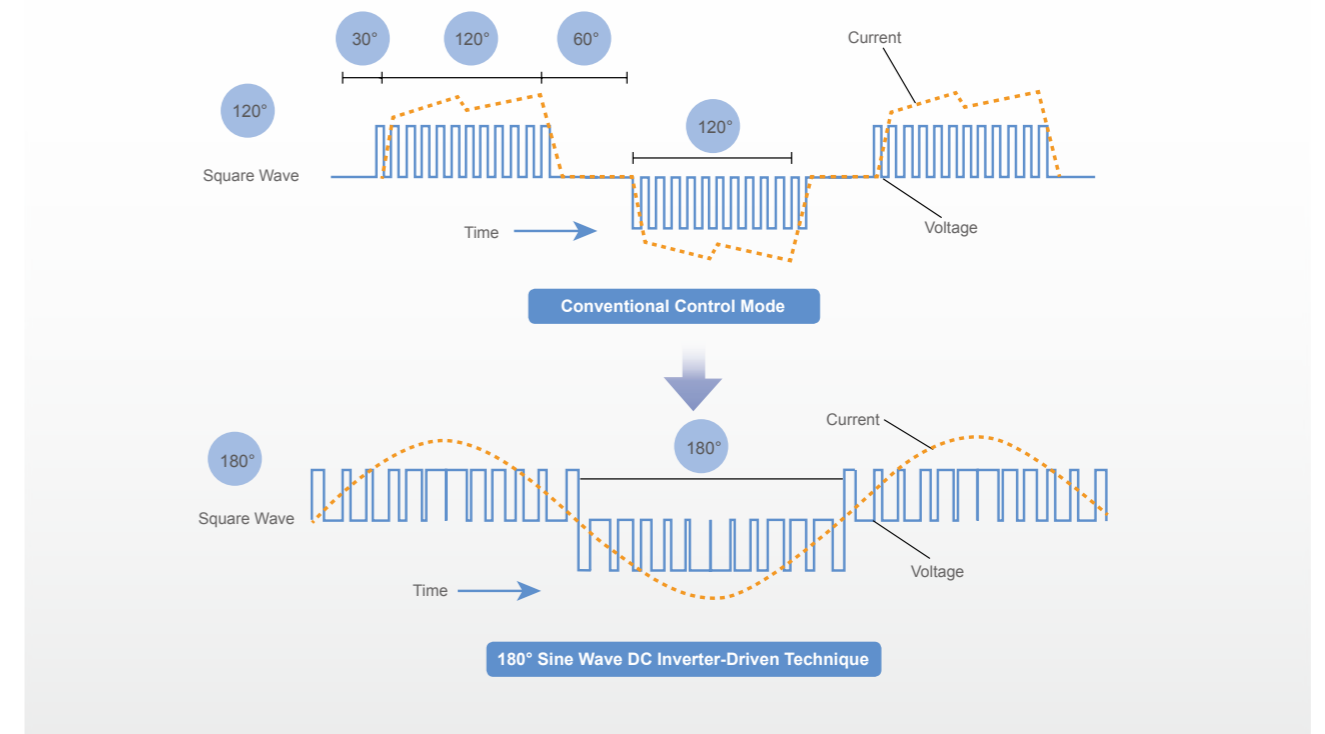 30°
120°
60°
Current
120°
120°
Square Wave
Voltage
Time
Conventional Control Mode
Current
180°
180°
Square Wave
Voltage
Time
180° Sine Wave DC Inverter-Driven Technique